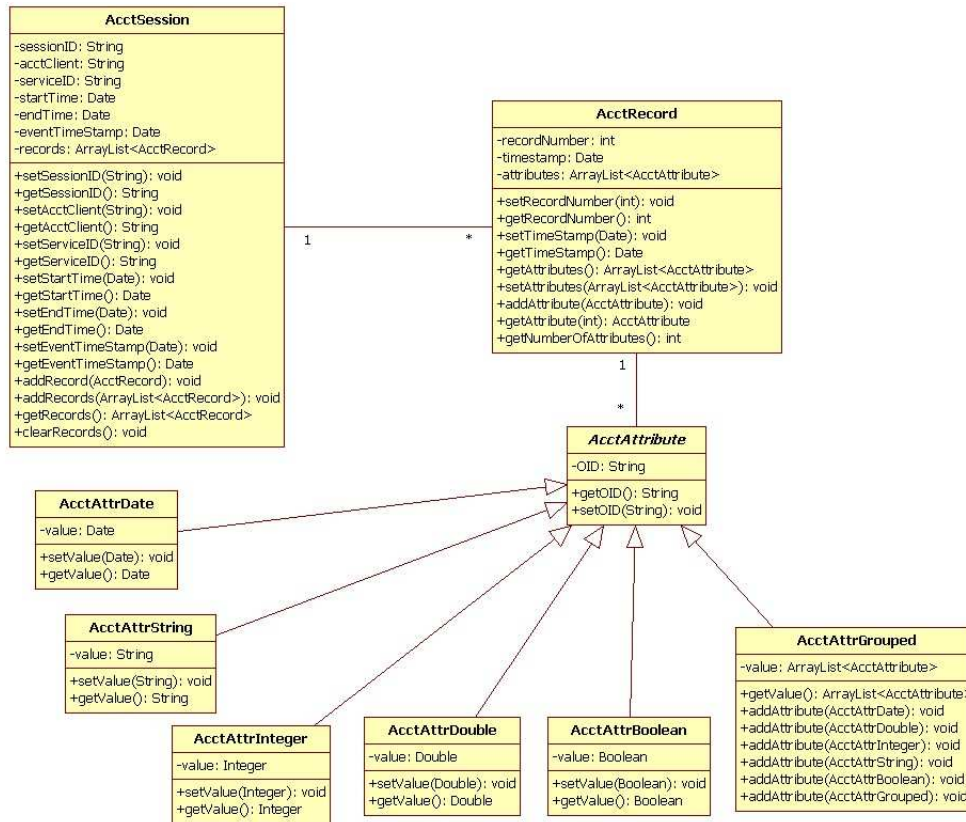 AcctSession
-sessionID: String
-acctClient: String
-serviceID: String
-startTime: Date
-endTime: Date
-eventTimeStamp: Date
-records: ArrayList<AcctRecord>
+setSessionID(String): void
+getSessionID(): String
+setAcctClient(String): void
+getAcctClient(): String
+setServiceID(String): void
+getServiceID(): String
+setStartTime(Date): void
+getStartTime(): Date
+setEndTime(Date): void
+getEndTime(): Date
+setEventTimeStamp(Date): void
+getEventTimeStamp(): Date
+addRecord(AcctRecord): void
+addRecords(ArrayList<AcctRecord>): void
+getRecords(): ArrayList<AcctRecord>
+clearRecords(): void
1
*
AcctRecord
-recordNumber: int
-timestamp: Date
-attributes: ArrayList<AcctAttribute>
+setRecordNumber(int): void
+getRecordNumber(): int
+setTimeStamp(Date): void
+getTimeStamp(): Date
+getAttributes(): ArrayList<AcctAttribute>
+setAttributes(ArrayList<AcctAttribute>): void
+addAttribute(AcctAttribute): void
+getAttribute(int): AcctAttribute
+getNumberOfAttributes(): int
1
*
AcctAttribute
-OID: String
+getOID(): String
+setOID(String): void
AcctAttrDate
-value: Date
+setValue(Date): void
+getValue(): Date
AcctAttrString
-value: String
+setValue(String): void
+getValue(): String
AcctAttrInteger
-value: Integer
+setValue(Integer): void
+getValue(): Integer
AcctAttrDouble
-value: Double
+setValue(Double): void
+getValue(): Double
AcctAttrBoolean
-value: Boolean
+setValue(Boolean): void
+getValue(): Boolean
AcctAttrGrouped
-value: ArrayList<AcctAttribute>
+getValue(): ArrayList<AcctAttribute>
+addAttribute(AcctAttrDate): void
+addAttribute(AcctAttrDouble): void
+addAttribute(AcctAttrInteger): void
+addAttribute(AcctAttrString): void
+addAttribute(AcctAttrBoolean): void
+addAttribute(AcctAttrGrouped): void